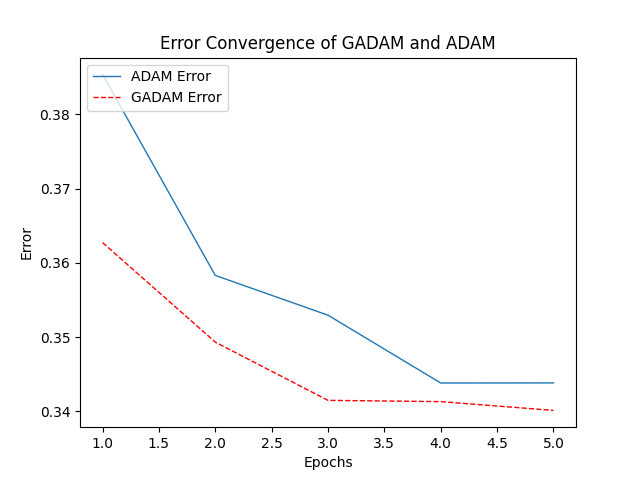 Error Convergence of GADAM and ADAM
ADAM Error
GADAM Error
0.38
0.37
0.36
0.35
0.34
Error
1.0 1.5 2.0 2.5 3.0 3.5 4.0 4.5 5.0
Epochs